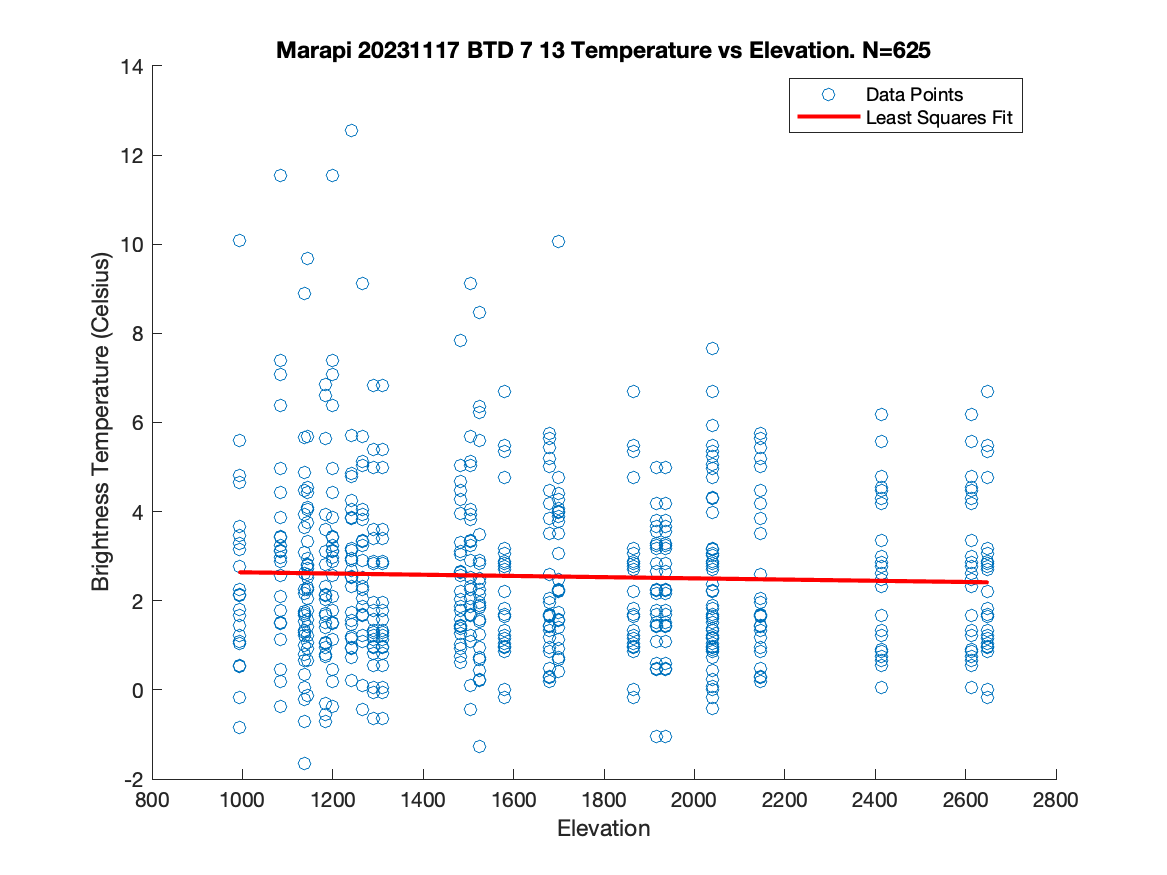 Marapi 20231117 BTD 7 13 Temperature vs Elevation. N=625
Data Points
Least Squares Fit
14
12
10
8
6
4
2
0
-2
Brightness Temperature (Celsius)
800 1000 1200 1400 1600 1800 2000 2200 2400 2600 2800
Elevation